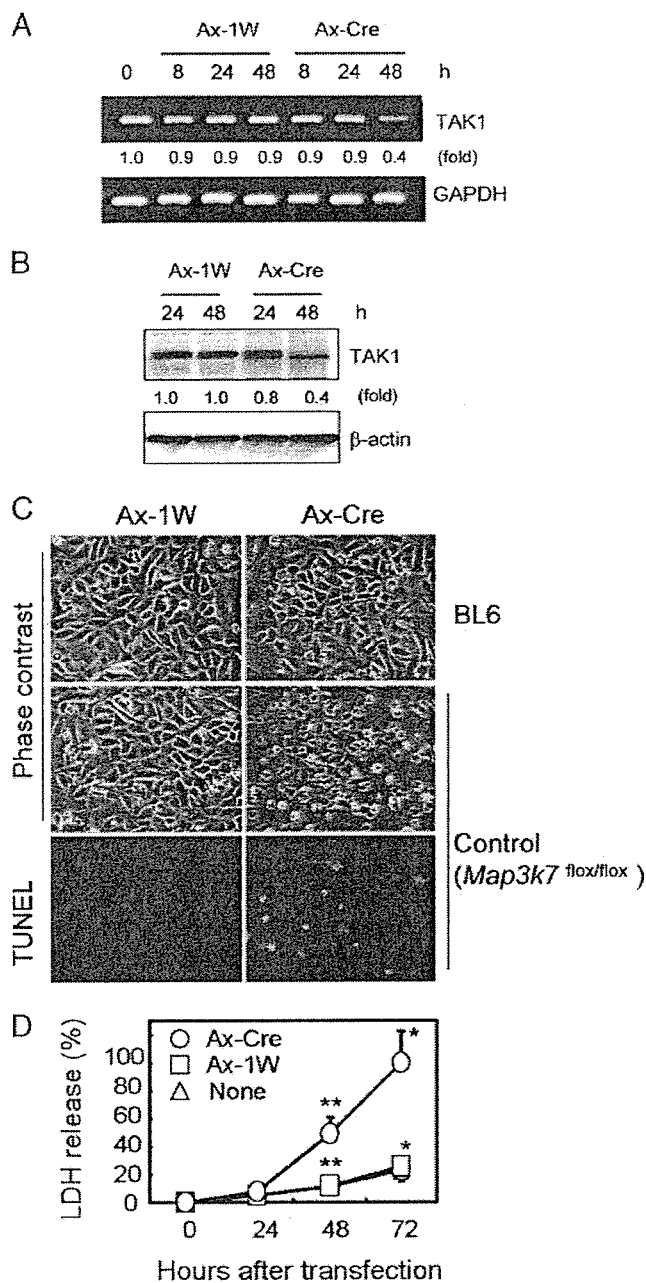 A
Ax-1W Ax-Cre
0 8 24 48 8 24 48 h
TAK1
1.0 0.9 0.9 0.9 0.9 0.9 0.4 (fold)
GAPDH
B
Ax-1W Ax-Cre
24 48 24 48 h
TAK1
1.0 1.0 0.8 0.4 (fold)
β-actin
C
Ax-1W Ax-Cre
Phase contrast
BL6
Control
(Map3k7 flox/flox )
TUNEL
D
LDH release (%)
100
80
60
40
20
0
Ax-Cre
Ax-1W
None
**
*
**
*
0 24 48 72
Hours after transfection